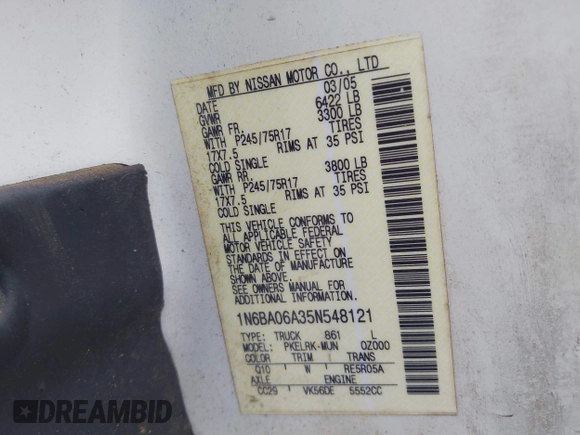 MFD BY NISSAN MOTOR CO., LTD
DATE 03/05
GVWR 6422 LB
GAWR FR. 3300 LB
WITH P245/75R17 TIRES
17X7.5 RIMS AT 35 PSI
COLD SINGLE
GAWR RR. 3800 LB
WITH P245/75R17 TIRES
17X7.5 RIMS AT 35 PSI
COLD SINGLE
THIS VEHICLE CONFORMS TO
ALL APPLICABLE FEDERAL
MOTOR VEHICLE SAFETY
STANDARDS IN EFFECT ON
THE DATE OF MANUFACTURE
SHOWN ABOVE.
SEE OWNERS MANUAL FOR
ADDITIONAL INFORMATION.
1N6BA06A35N548121
TYPE: TRUCK 861 L
MODEL: PKELRK-MUN 0Z000
COLOR TRIM TRANS
Q10 W RE5R05A
AXLE ENGINE
CC29 VK56DE 5552CC
DREAMBID